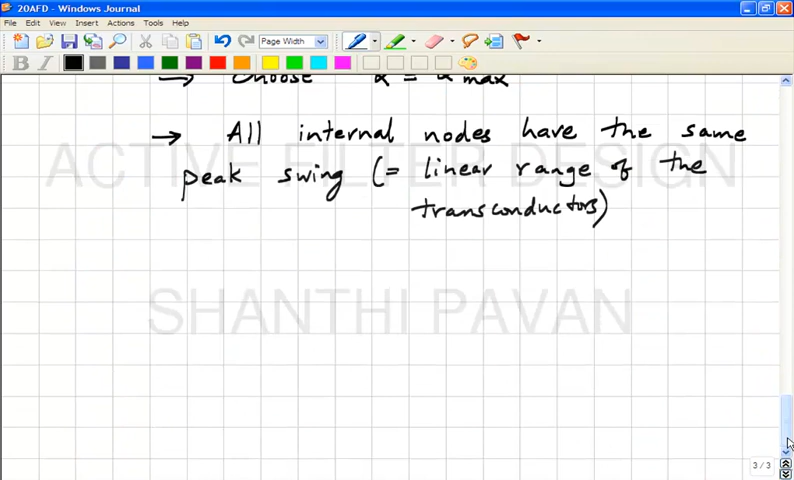 20AFD - Windows Journal
File Edit View Insert Actions Tools Help
Page Width
B I
→ Choose α = α max
→ All internal nodes have the same
peak swing (= linear range of the
transconductors)
ACTIVE FILTER DESIGN
SHANTHI PAVAN
3 / 3